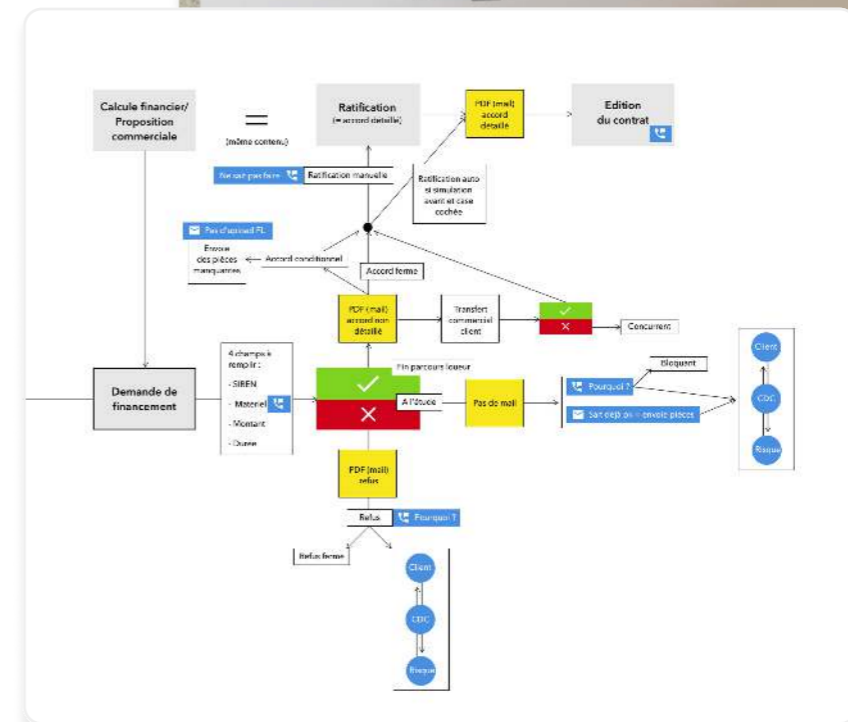 Calcule financier/
Proposition
commerciale
=
(même contenu)
Ratification
(= accord détaillé)
PDF (mail)
accord
détaillé
Edition
du contrat
Ne sait pas faire
Ratification manuelle
Ratification auto
si simulation
avant et case
cochée
Pas d'upload FL
Envoie
des pièces
manquantes
Accord conditionnel
Accord ferme
PDF (mail)
accord non
détaillé
Transfert
commercial
client
Concurrent
Demande de
financement
4 champs à
remplir :
- SIREN
- Matériel
- Montant
- Durée
Fin parcours loueur
A l'étude
Pas de mail
Bloquant
Pourquoi ?
Sait déjà pq = envoie pièces
Client
CDC
Risque
PDF (mail)
refus
Refus
Pourquoi ?
Refus ferme
Client
CDC
Risque